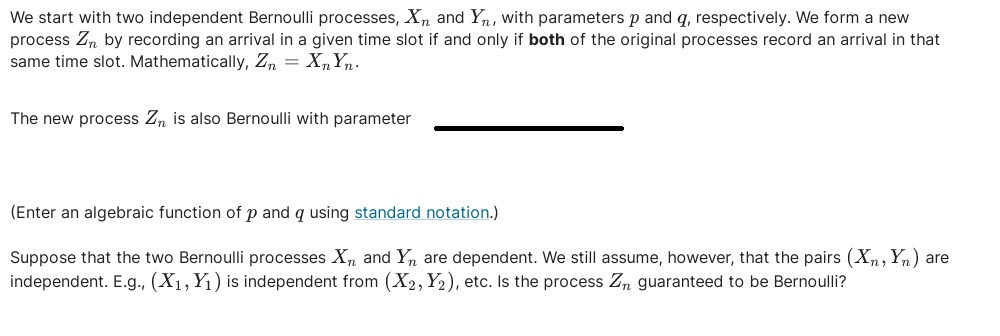 We start with two independent Bernoulli processes, $X_n$ and $Y_n$, with parameters $p$ and $q$, respectively. We form a new
process $Z_n$ by recording an arrival in a given time slot if and only if both of the original processes record an arrival in that
same time slot. Mathematically, $Z_n = X_n Y_n$.
The new process $Z_n$ is also Bernoulli with parameter
(Enter an algebraic function of $p$ and $q$ using standard notation.)
Suppose that the two Bernoulli processes $X_n$ and $Y_n$ are dependent. We still assume, however, that the pairs $(X_n, Y_n)$ are
independent. E.g., $(X_1, Y_1)$ is independent from $(X_2, Y_2)$, etc. Is the process $Z_n$ guaranteed to be Bernoulli?